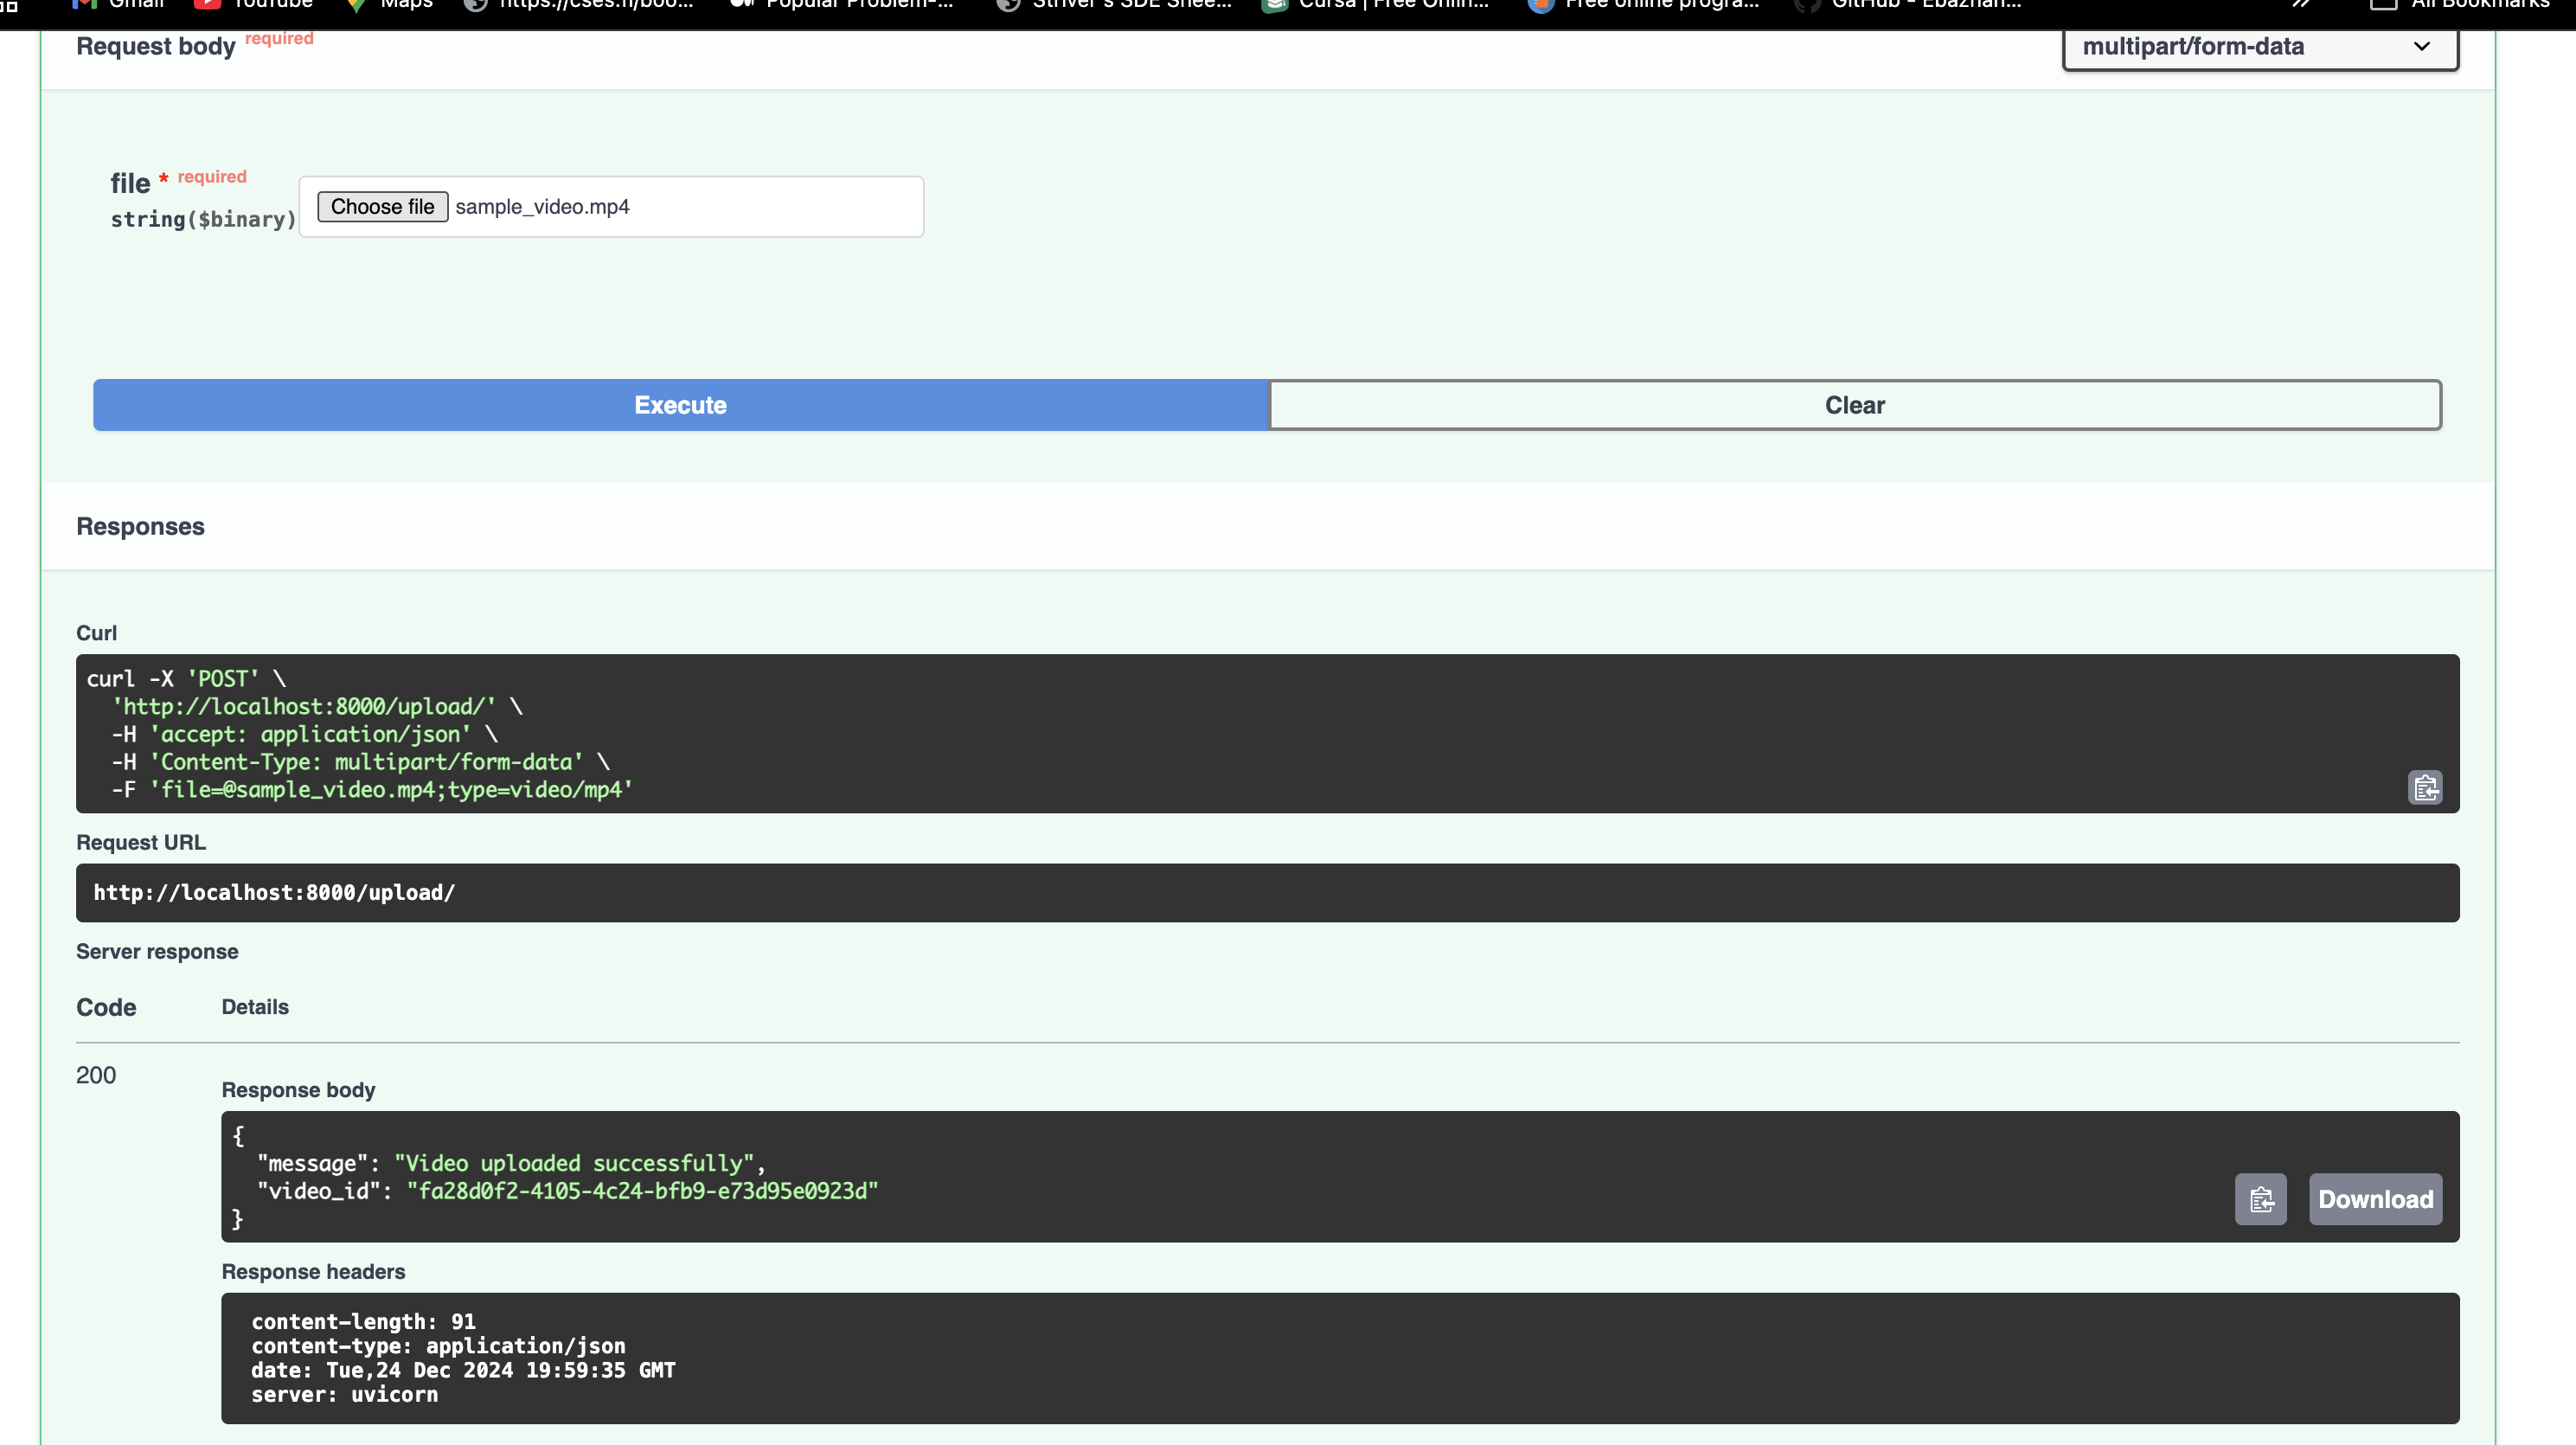 Gmail YouTube Maps https://cses.fi/boo... Popular Problem-... Striver's SDE Shee... Cursa | Free Onlin... Free online progra... GitHub - Ebazhan... All Bookmarks
Request body required
multipart/form-data
file * required
string($binary)
Choose file sample_video.mp4
Execute
Clear
Responses
Curl
curl -X 'POST' \
'http://localhost:8000/upload/' \
-H 'accept: application/json' \
-H 'Content-Type: multipart/form-data' \
-F 'file=@sample_video.mp4;type=video/mp4'
Request URL
http://localhost:8000/upload/
Server response
Code Details
200
Response body
{
"message": "Video uploaded successfully",
"video_id": "fa28d0f2-4105-4c24-bfb9-e73d95e0923d"
}
Download
Response headers
content-length: 91
content-type: application/json
date: Tue,24 Dec 2024 19:59:35 GMT
server: uvicorn